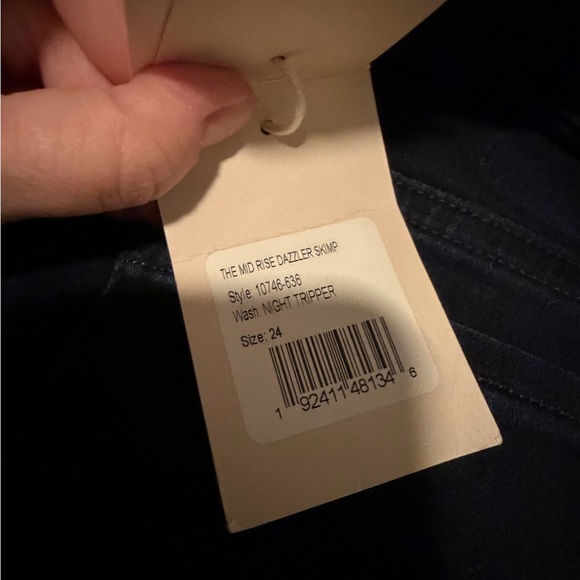 THE MID RISE DAZZLER SKIMP
Style: 10746-636
Wash: NIGHT TRIPPER
Size: 24
1 92411 48134 6